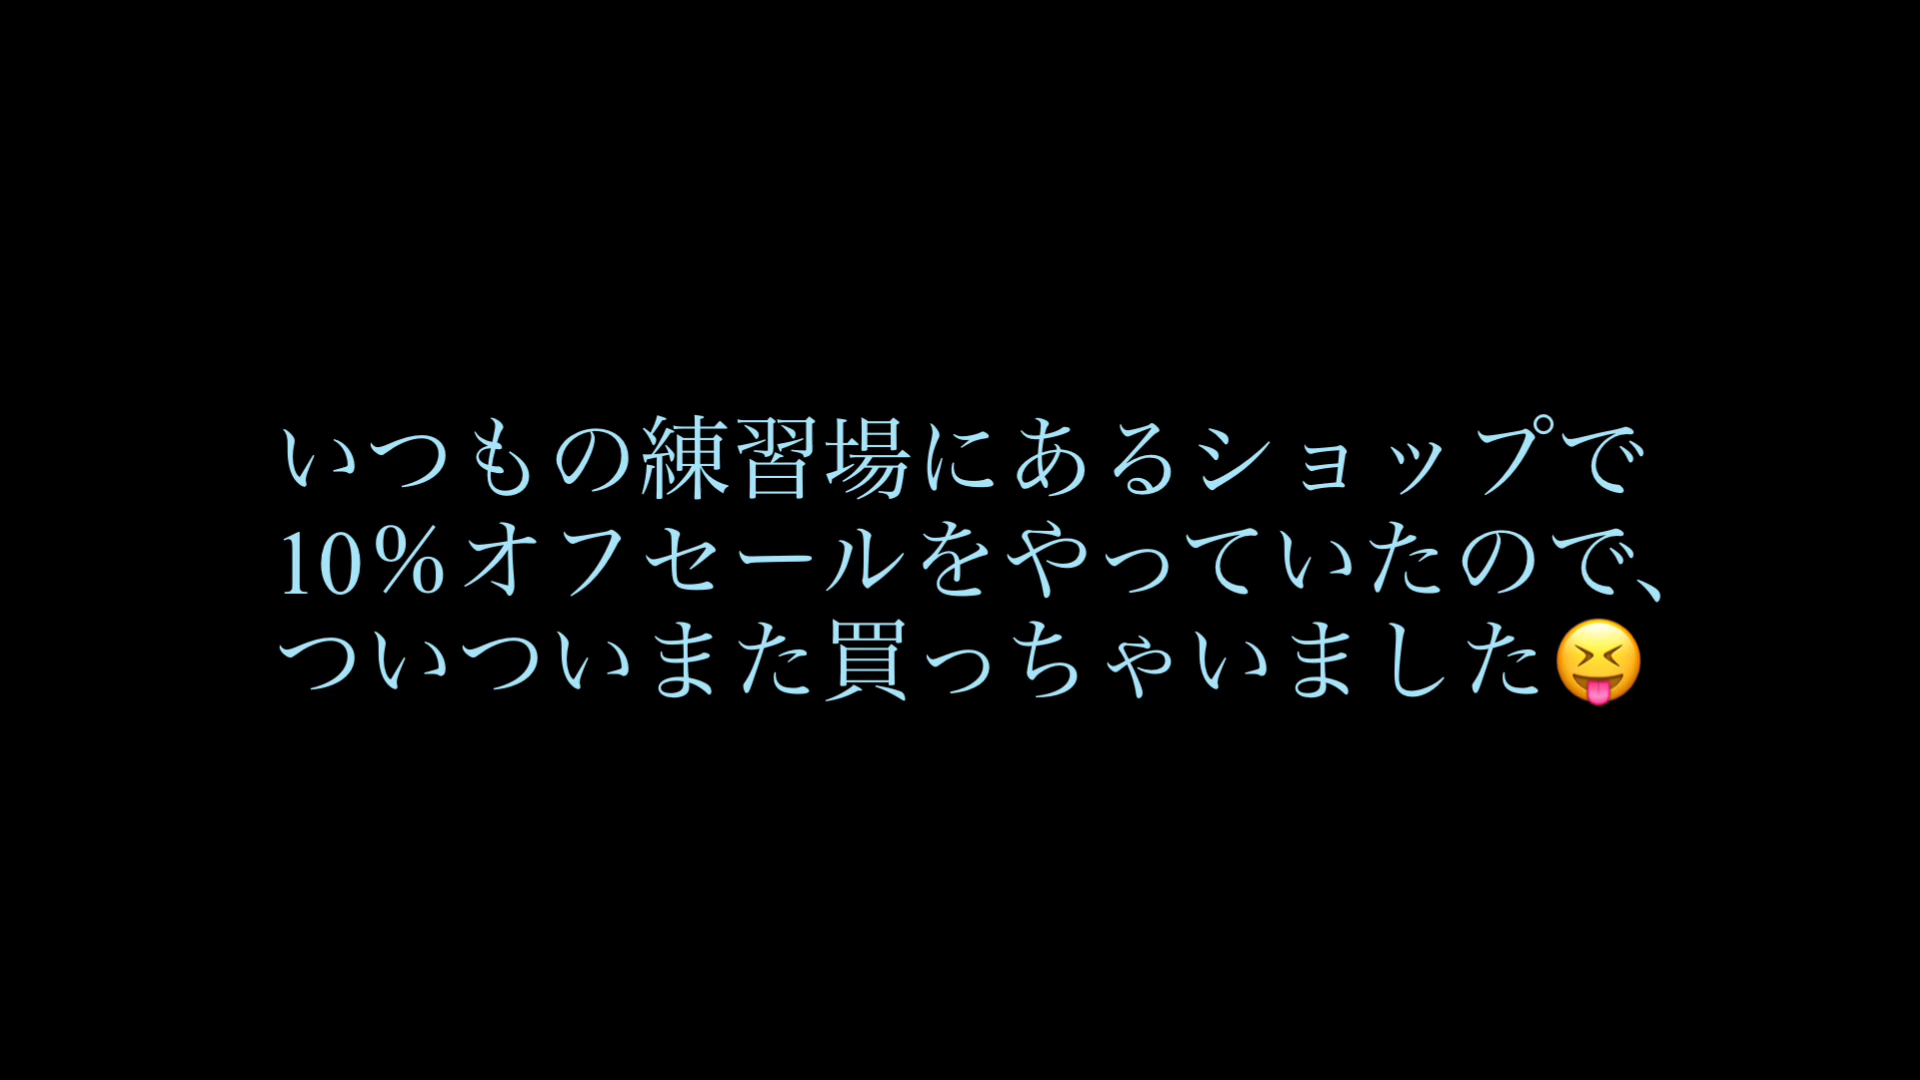 いつもの練習場にあるショップで
10％オフセールをやっていたので、
ついついまた買っちゃいました😝